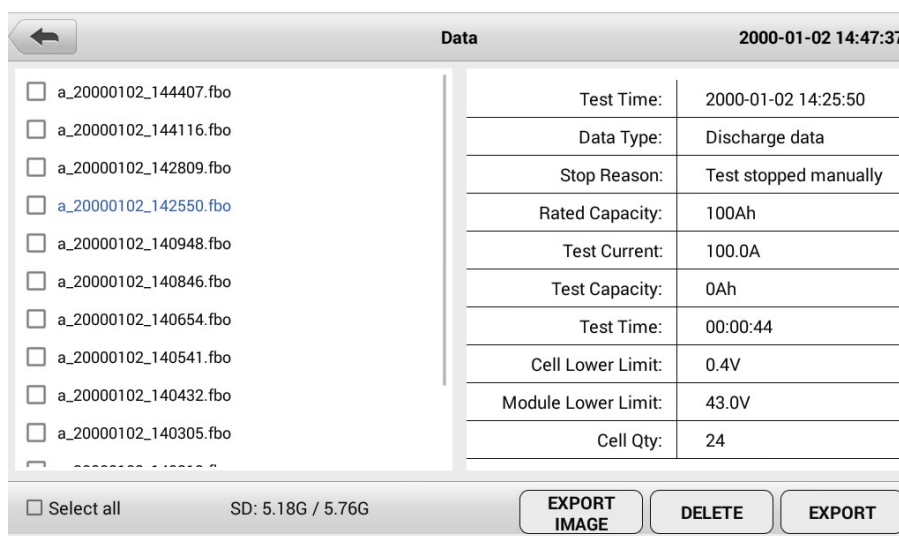 Data
2000-01-02 14:47:37
a_20000102_144407.fbo
a_20000102_144116.fbo
a_20000102_142809.fbo
a_20000102_142550.fbo
a_20000102_140948.fbo
a_20000102_140846.fbo
a_20000102_140654.fbo
a_20000102_140541.fbo
a_20000102_140432.fbo
a_20000102_140305.fbo
Test Time: 2000-01-02 14:25:50
Data Type: Discharge data
Stop Reason: Test stopped manually
Rated Capacity: 100Ah
Test Current: 100.0A
Test Capacity: 0Ah
Test Time: 00:00:44
Cell Lower Limit: 0.4V
Module Lower Limit: 43.0V
Cell Qty: 24
Select all
SD: 5.18G / 5.76G
EXPORT
IMAGE
DELETE
EXPORT